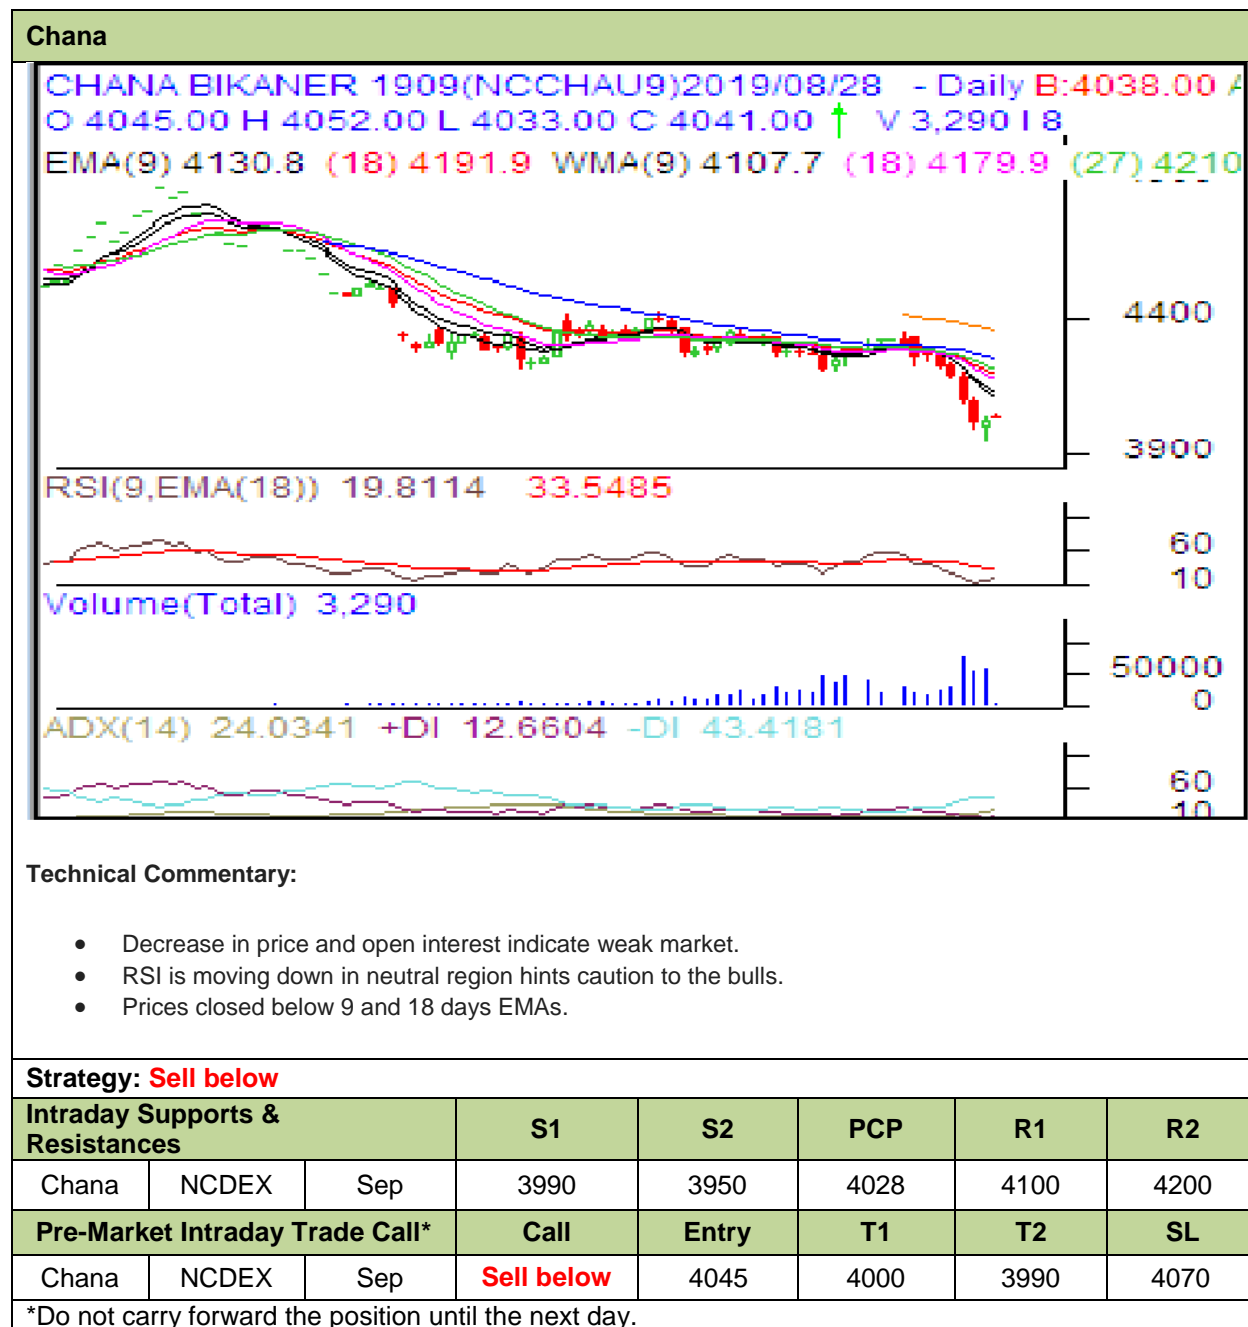 Chana
CHANA BIKANER 1909(NCCHAU9)2019/08/28 - Daily B:4038.00
O 4045.00 H 4052.00 L 4033.00 C 4041.00 V 3,290 I 8
EMA(9) 4130.8 (18) 4191.9 WMA(9) 4107.7 (18) 4179.9 (27) 4210
4400
3900
RSI(9,EMA(18)) 19.8114 33.5485
60
10
Volume(Total) 3,290
50000
0
ADX(14) 24.0341 +DI 12.6604 -DI 43.4181
60
10
Technical Commentary:
• Decrease in price and open interest indicate weak market.
• RSI is moving down in neutral region hints caution to the bulls.
• Prices closed below 9 and 18 days EMAs.
Strategy: Sell below
Intraday Supports & Resistances S1 S2 PCP R1 R2
Chana NCDEX Sep 3990 3950 4028 4100 4200
Pre-Market Intraday Trade Call* Call Entry T1 T2 SL
Chana NCDEX Sep Sell below 4045 4000 3990 4070
*Do not carry forward the position until the next day.